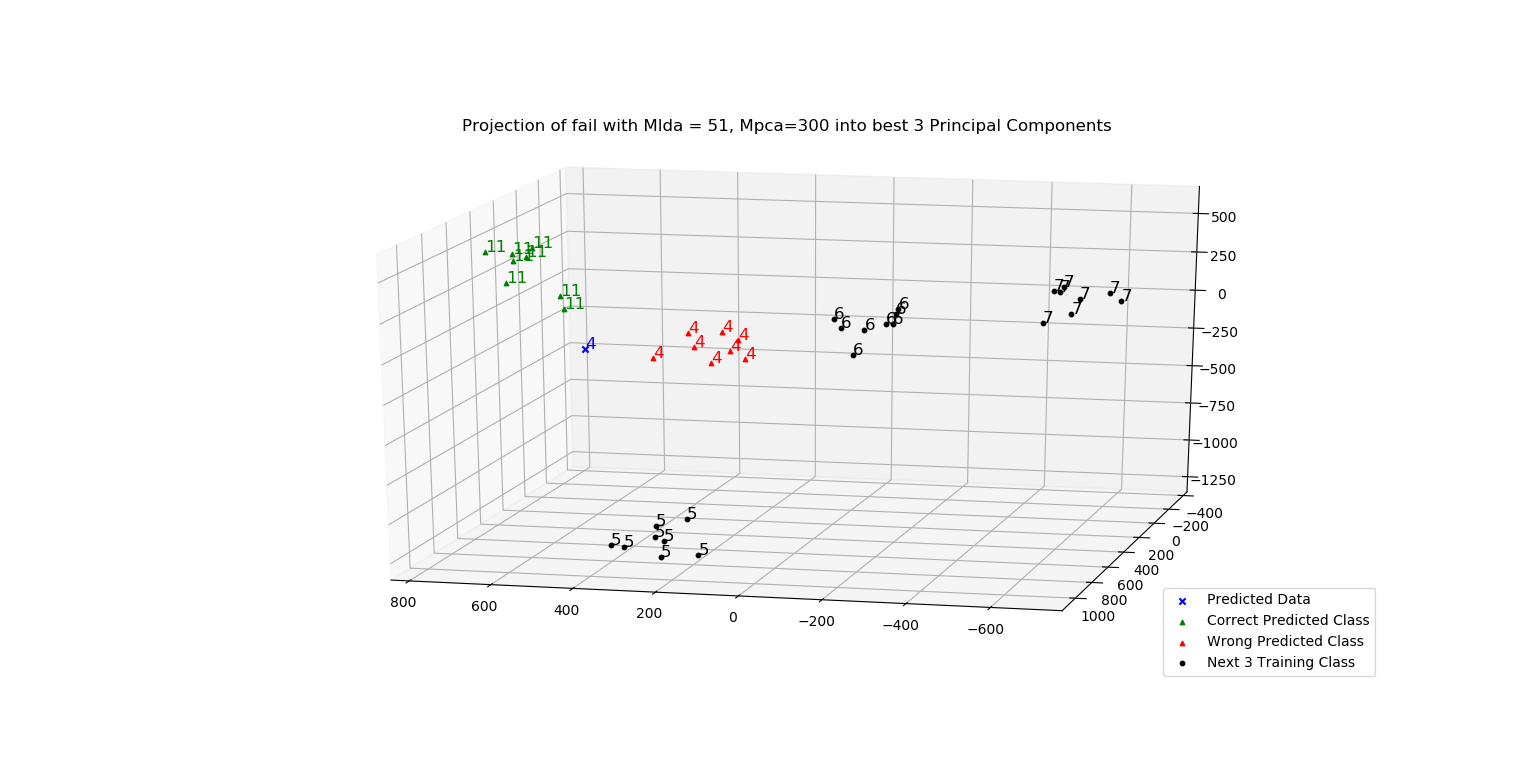 Projection of fail with Mlda = 51, Mpca=300 into best 3 Principal Components
11 11 11 11 11 11 11 11
4
4 4 4 4 4 4 4 4
6 6 6 6 6 6 6 6
7 7 7 7 7 7 7 7
5 5 5 5 5 5 5 5
500
250
0
−250
−500
−750
−1000
−1250
−400
−200
0
200
400
600
800
1000
800 600 400 200 0 −200 −400 −600
Predicted Data
Correct Predicted Class
Wrong Predicted Class
Next 3 Training Class